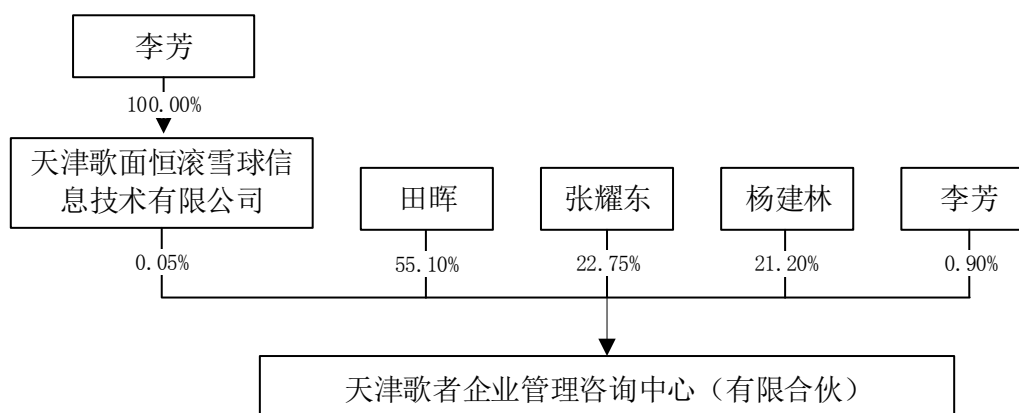 李芳
100.00%
天津歌面恒滚雪球信
息技术有限公司
田晖
张耀东
杨建林
李芳
0.05%
55.10%
22.75%
21.20%
0.90%
天津歌者企业管理咨询中心（有限合伙）